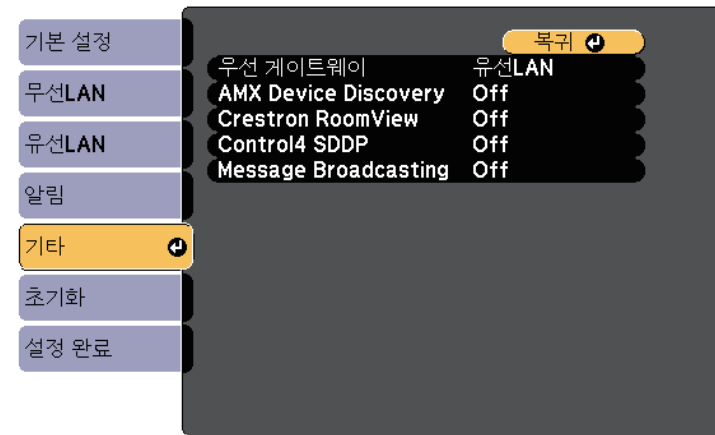 기본 설정
무선LAN
유선LAN
알림
기타
초기화
설정 완료
복귀
우선 게이트웨이 유선LAN
AMX Device Discovery Off
Crestron RoomView Off
Control4 SDDP Off
Message Broadcasting Off